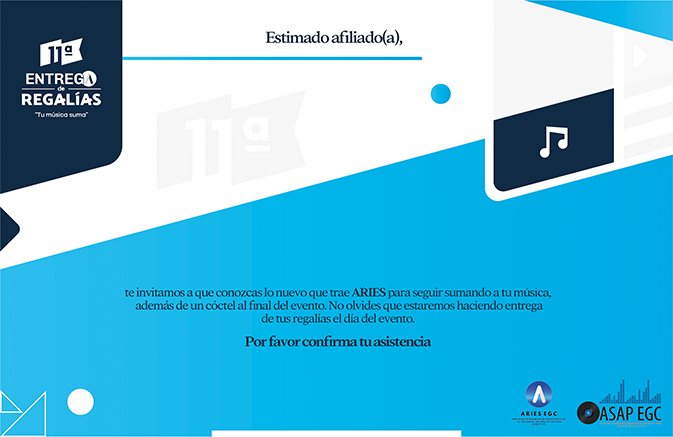 11ª
ENTREGA
de
REGALÍAS
"Tu música suma"
Estimado afiliado(a),
11ª
te invitamos a que conozcas lo nuevo que trae ARIES para seguir sumando a tu música,
además de un cóctel al final del evento. No olvides que estaremos haciendo entrega
de tus regalías el día del evento.
Por favor confirma tu asistencia
ARIES EGC
ASAP EGC